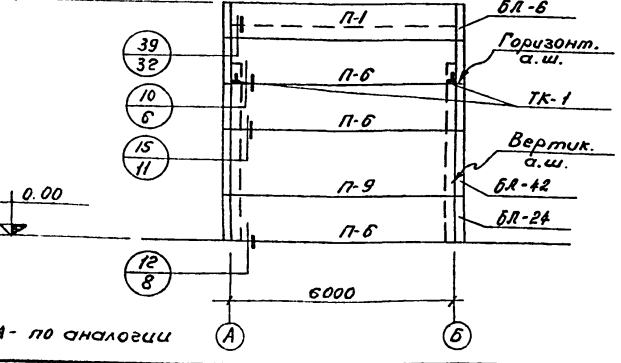 П-1
БЛ-6
39
32
Горизонт.
а.ш.
П-6
10
6
ТК-1
П-6
15
11
Вертик.
а.ш.
П-9
БЛ-42
0.00
БЛ-24
П-6
12
8
6000
А- по аналогии
А
Б